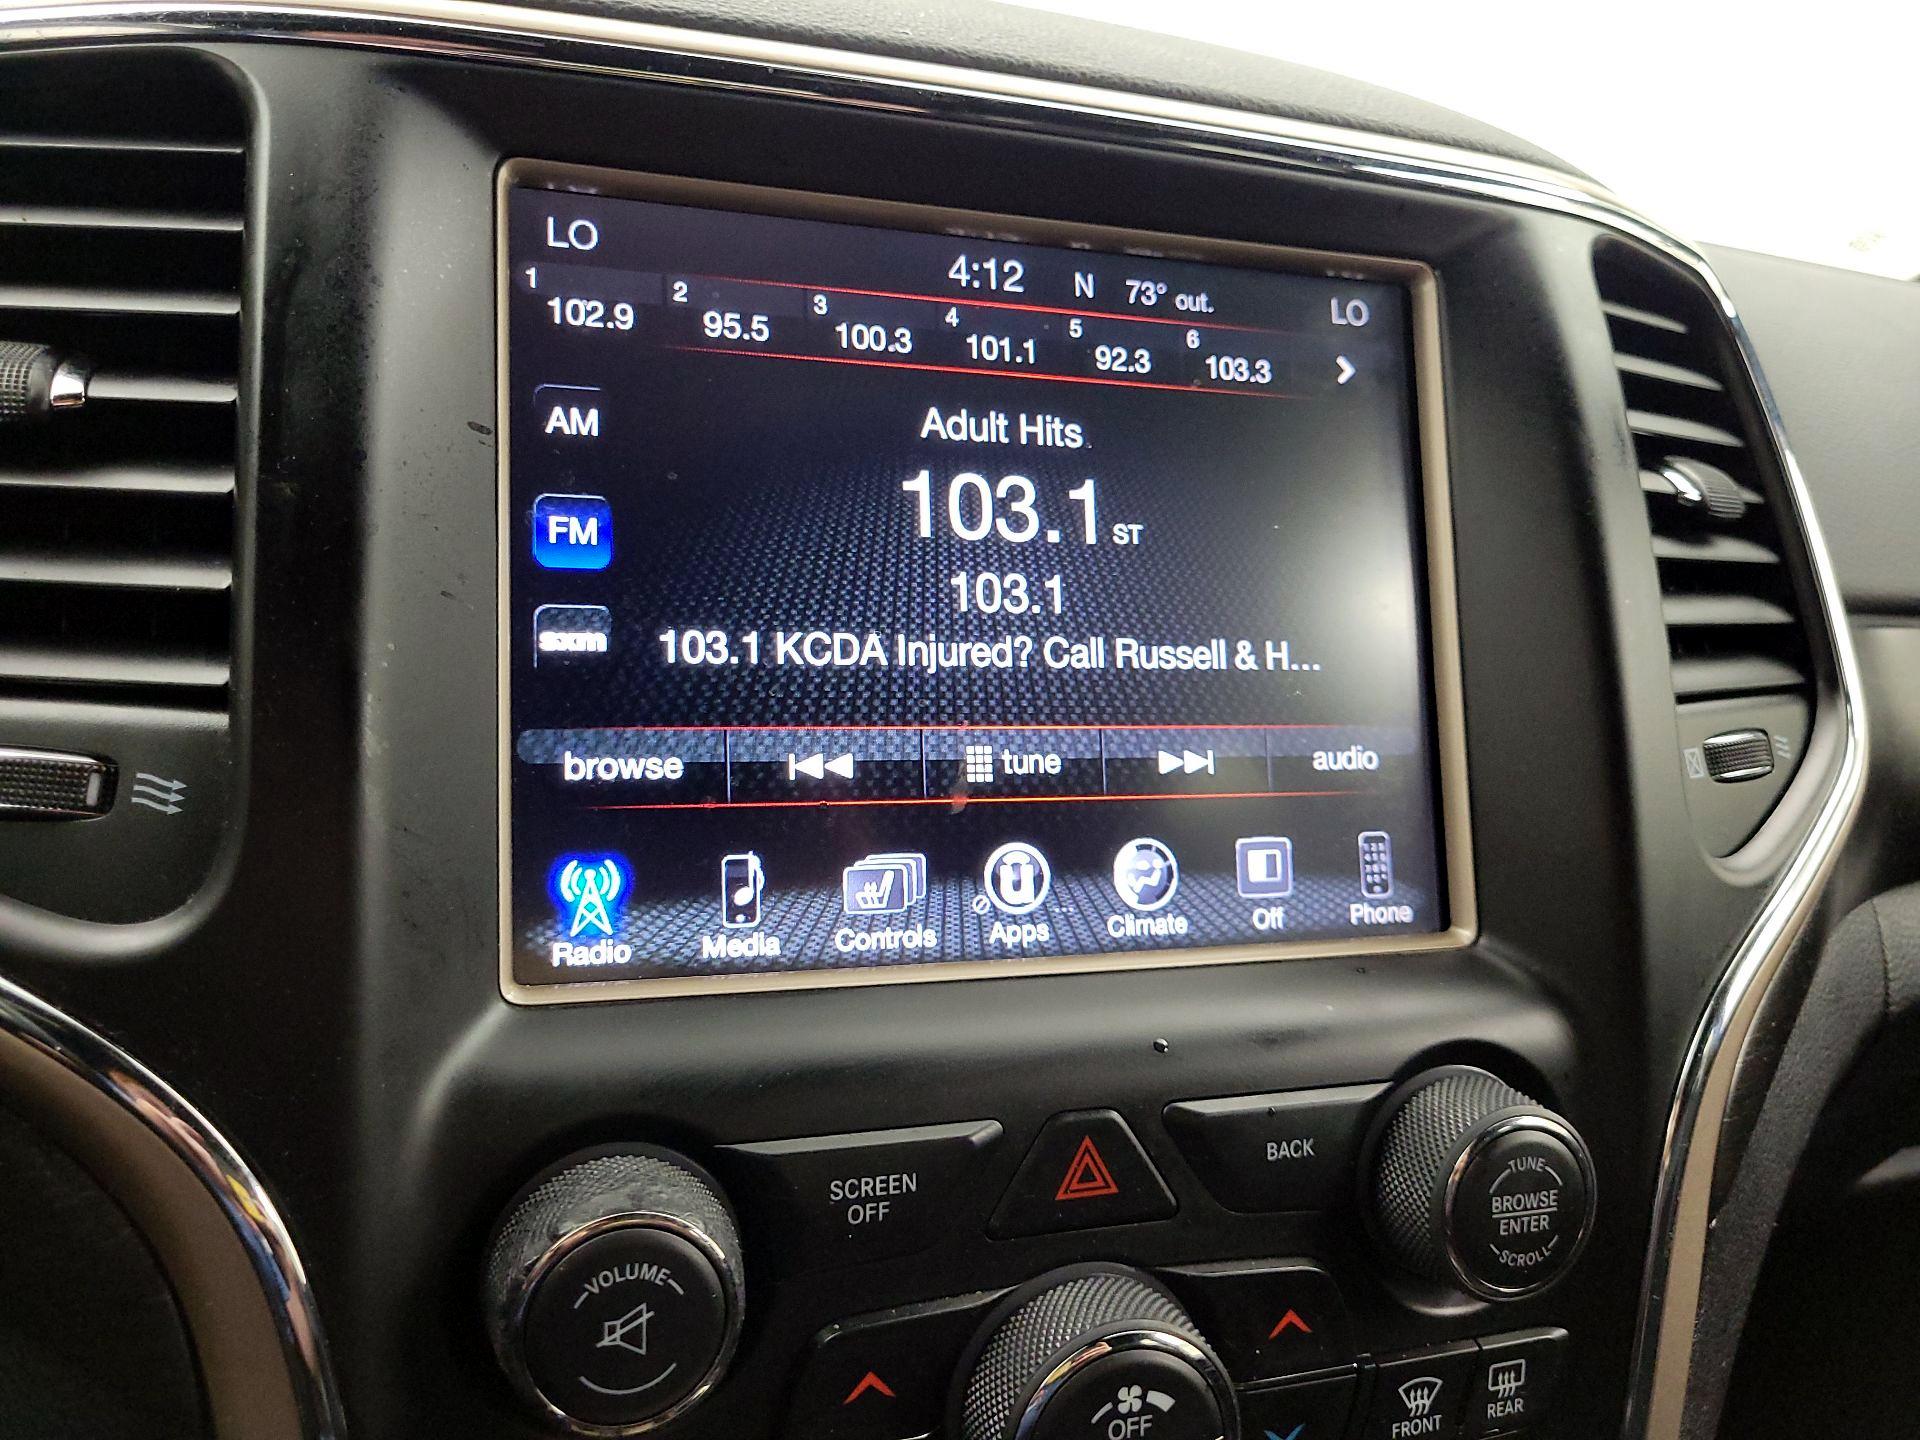 LO
4:12 N 73° out. LO
1 102.9 2 95.5 3 100.3 4 101.1 5 92.3 6 103.3
AM
Adult Hits
FM
103.1 ST
103.1
sxm
103.1 KCDA Injured? Call Russell & H...
browse tune audio
Radio Media Controls Apps Climate Off Phone
SCREEN
OFF
BACK
TUNE
BROWSE
ENTER
SCROLL
VOLUME
OFF
FRONT
REAR